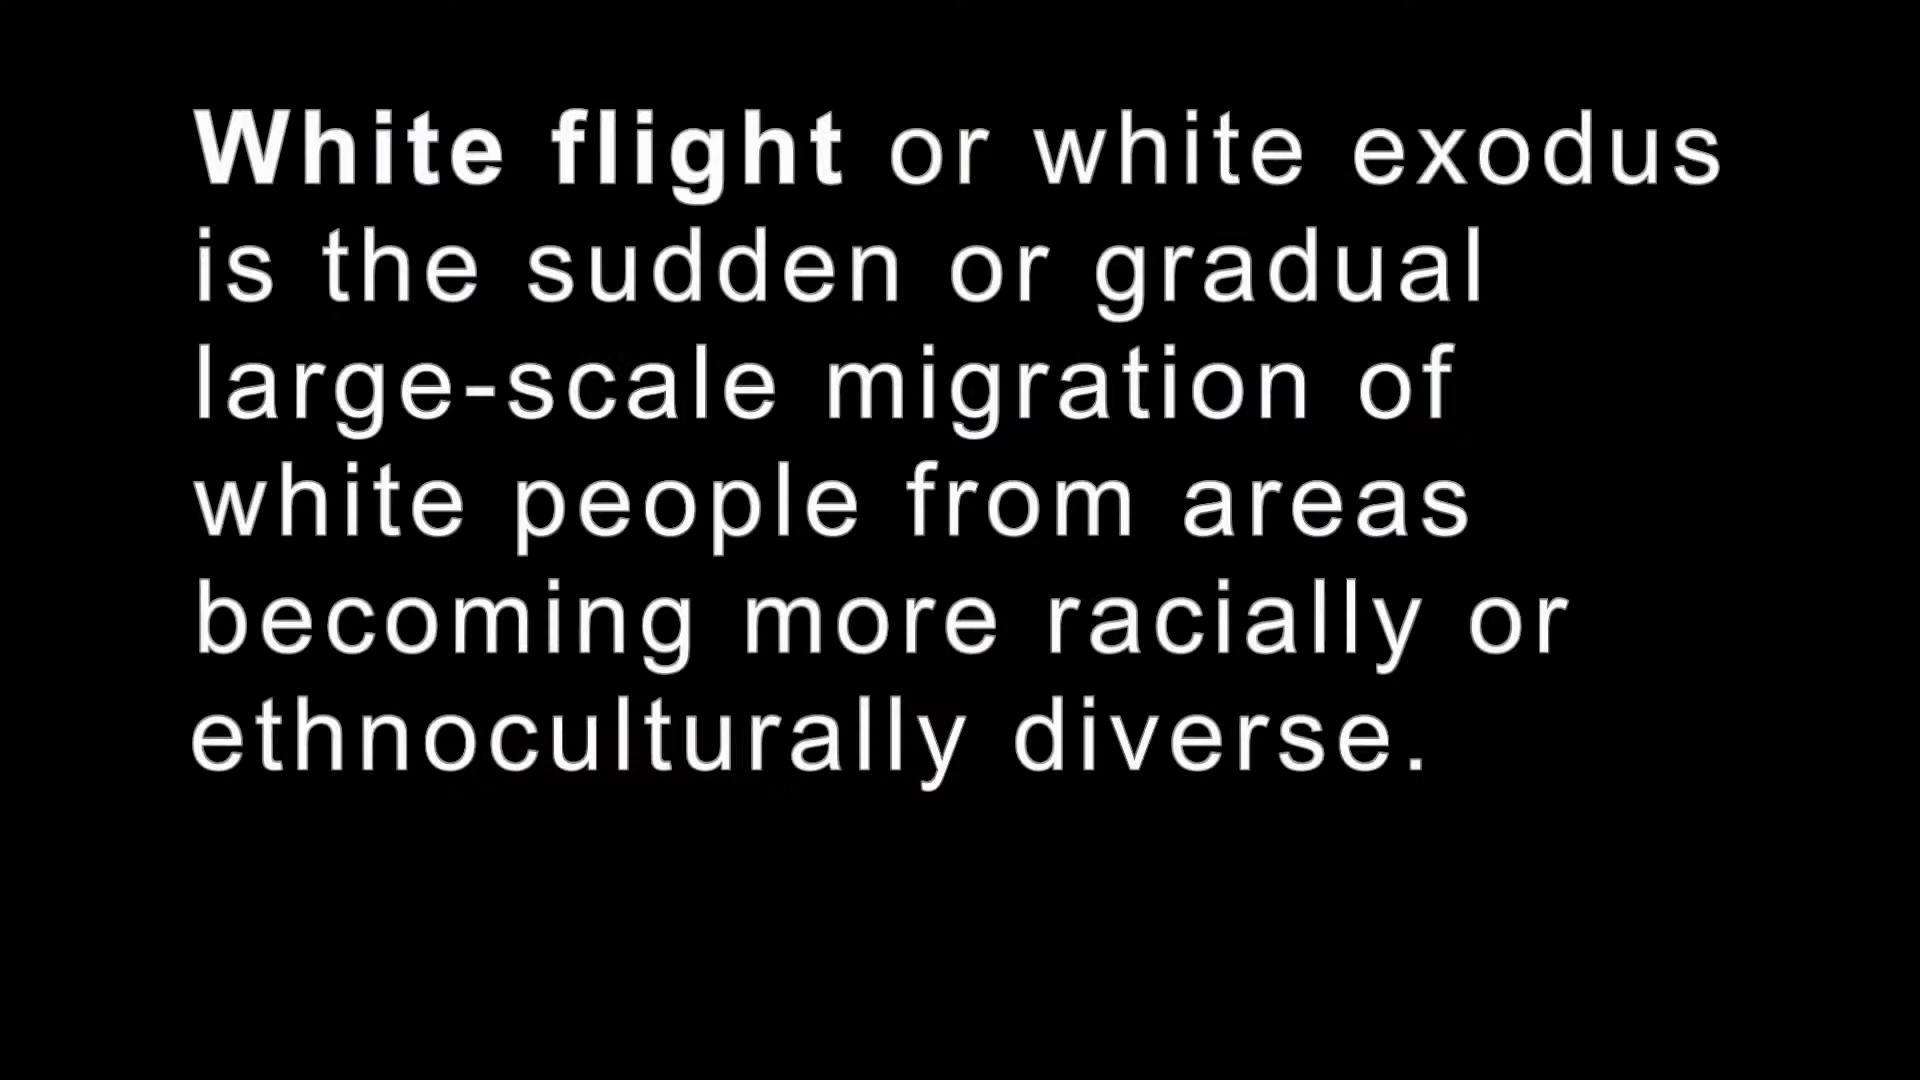 White flight or white exodus
is the sudden or gradual
large-scale migration of
white people from areas
becoming more racially or
ethnoculturally diverse.